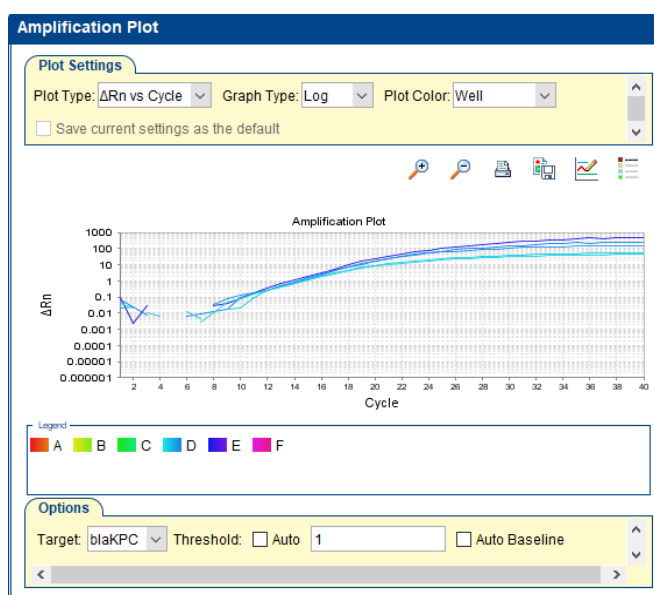 Amplification Plot
Plot Settings
Plot Type: ΔRn vs Cycle Graph Type: Log Plot Color: Well
Save current settings as the default
Amplification Plot
1000
100
10
1
0.1
0.01
0.001
0.0001
0.00001
0.000001
ΔRn
2 4 6 8 10 12 14 16 18 20 22 24 26 28 30 32 34 36 38 40
Cycle
Legend
A B C D E F
Options
Target: blaKPC Threshold: Auto 1 Auto Baseline